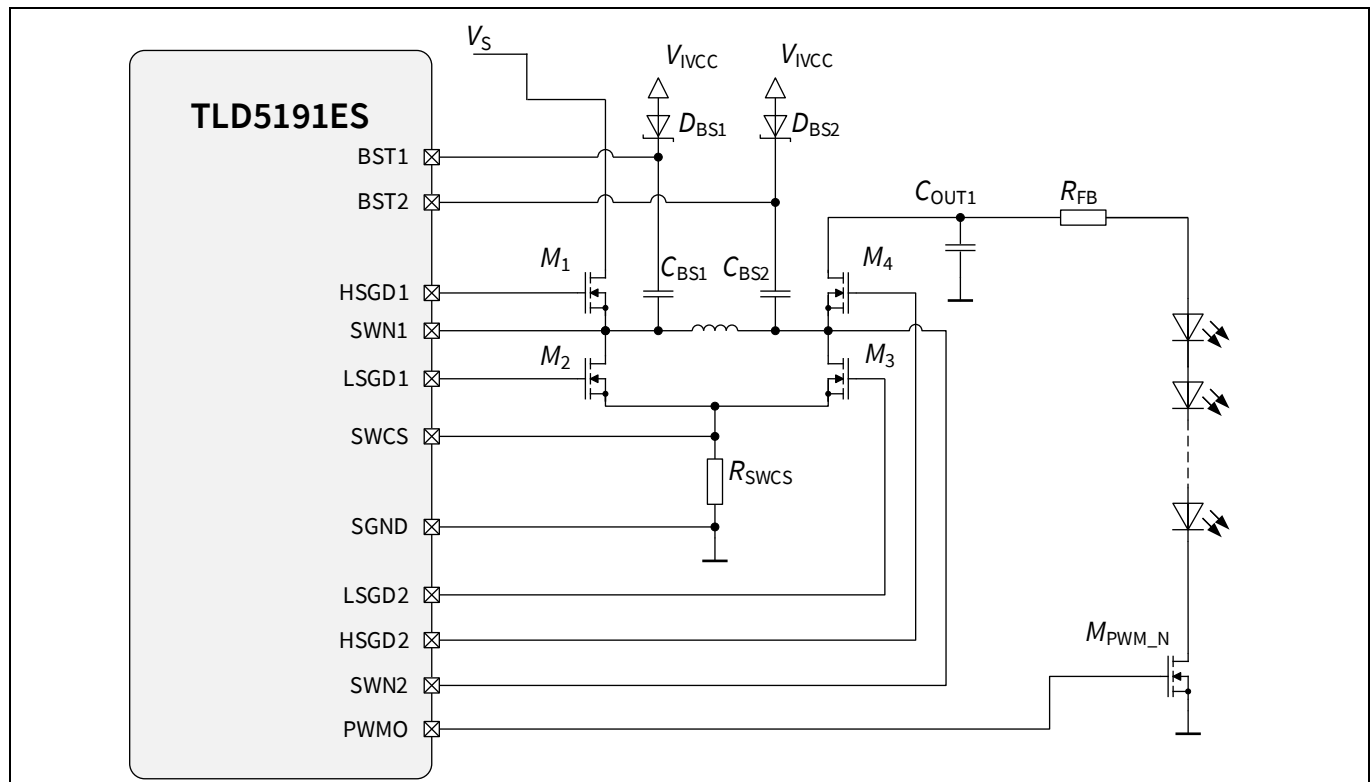 V_S
V_IVCC
V_IVCC
TLD5191ES
D_BS1
D_BS2
BST1
BST2
C_OUT1
R_FB
M_1
C_BS1
C_BS2
M_4
HSGD1
SWN1
M_2
M_3
LSGD1
SWCS
R_SWCS
SGND
LSGD2
HSGD2
M_PWM_N
SWN2
PWMO